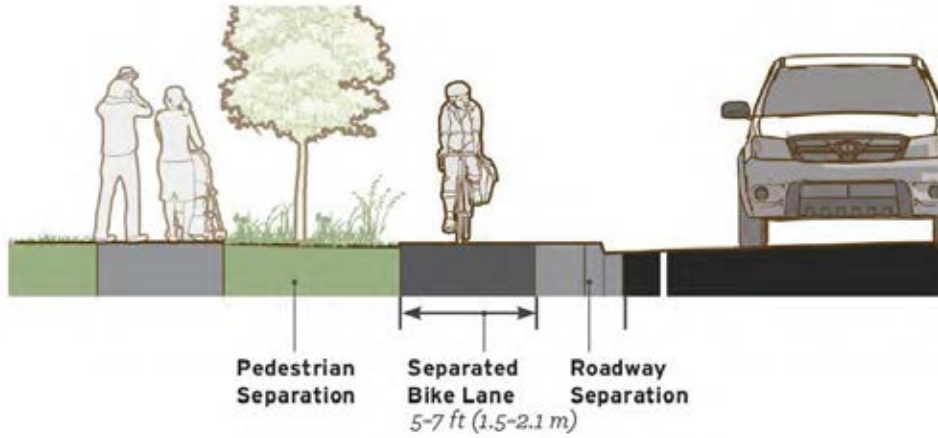 Pedestrian
Separation
Separated
Bike Lane
5–7 ft (1.5–2.1 m)
Roadway
Separation